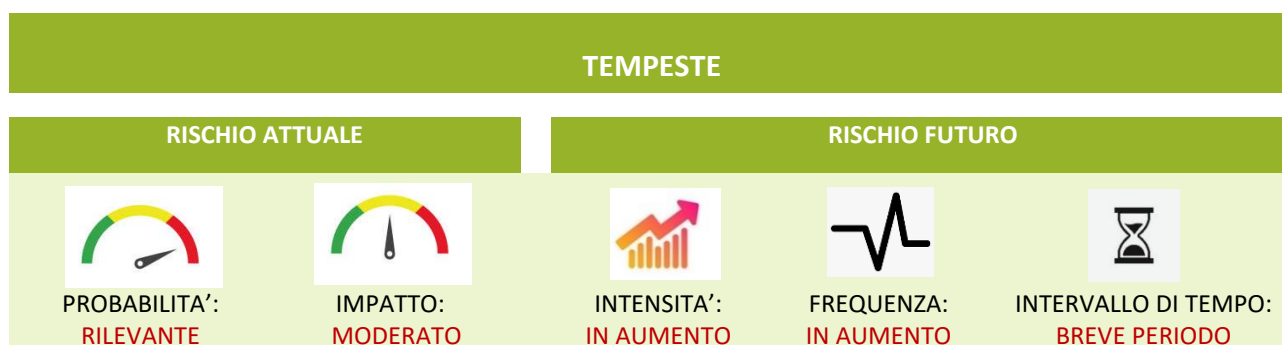 TEMPESTE
RISCHIO ATTUALE
RISCHIO FUTURO
PROBABILITA’:
RILEVANTE
IMPATTO:
MODERATO
INTENSITA’:
IN AUMENTO
FREQUENZA:
IN AUMENTO
INTERVALLO DI TEMPO:
BREVE PERIODO